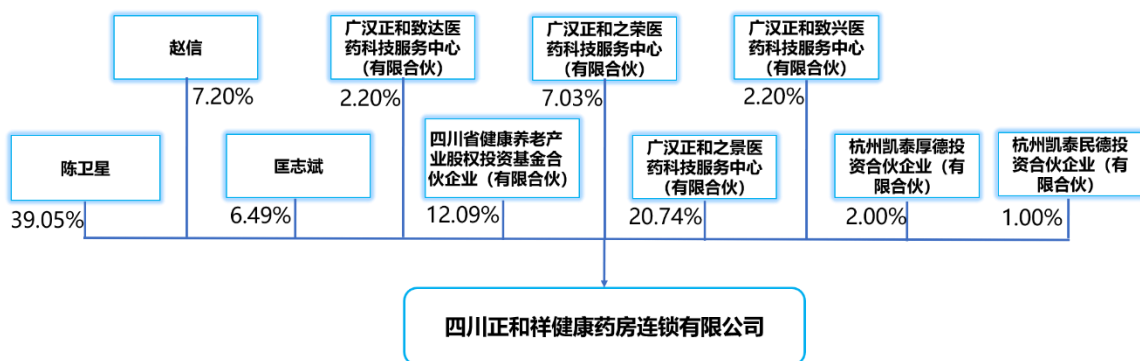 赵信
广汉正和致达医
药科技服务中心
（有限合伙）
广汉正和之荣医
药科技服务中心
（有限合伙）
广汉正和致兴医
药科技服务中心
（有限合伙）
7.20%
2.20%
7.03%
2.20%
陈卫星
匡志斌
四川省健康养老产
业股权投资基金合
伙企业（有限合伙）
广汉正和之景医
药科技服务中心
（有限合伙）
杭州凯泰厚德投
资合伙企业（有
限合伙）
杭州凯泰民德投
资合伙企业（有
限合伙）
39.05%
6.49%
12.09%
20.74%
2.00%
1.00%
四川正和祥健康药房连锁有限公司